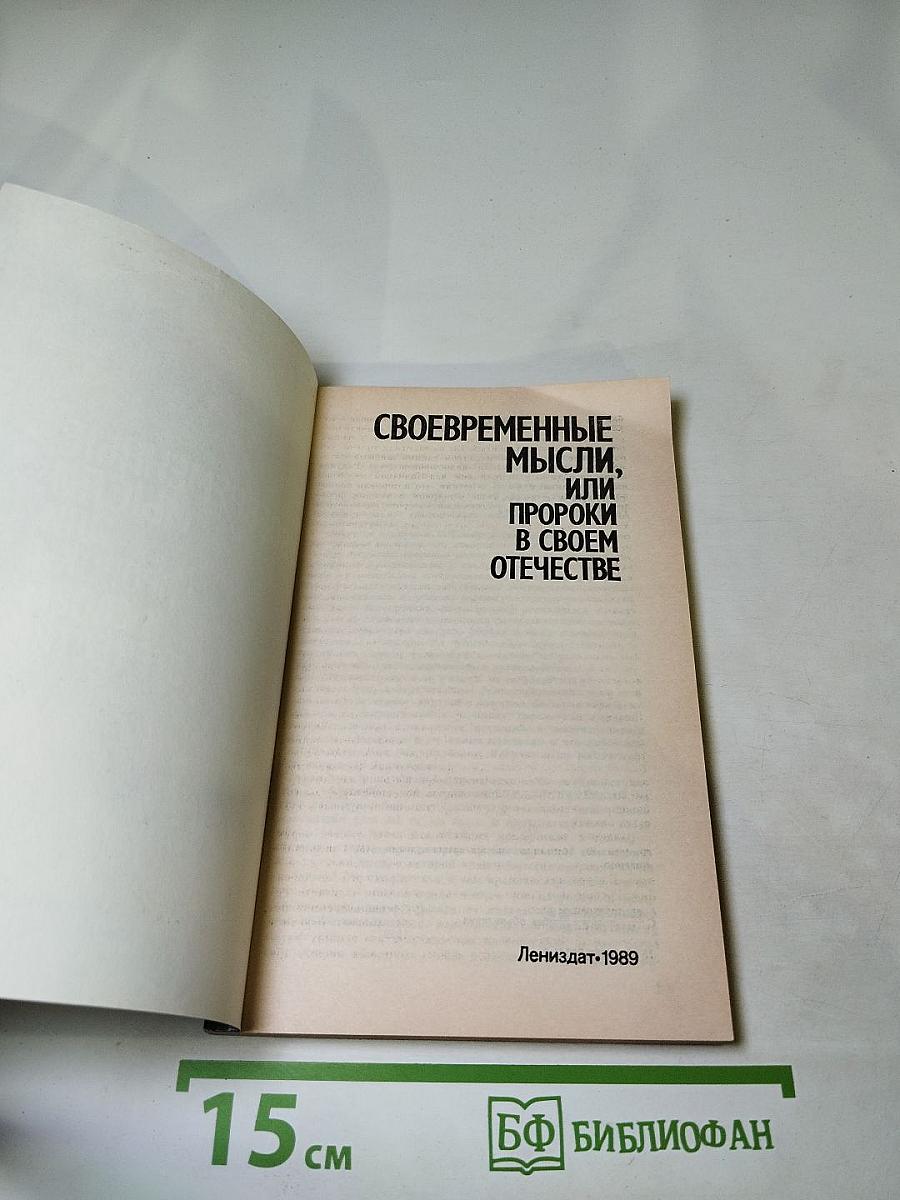 СВОЕВРЕМЕННЫЕ
МЫСЛИ,
ИЛИ
ПРОРОКИ
В СВОЕМ
ОТЕЧЕСТВЕ
Лениздат•1989
15 см
БФ БИБЛИОФАН